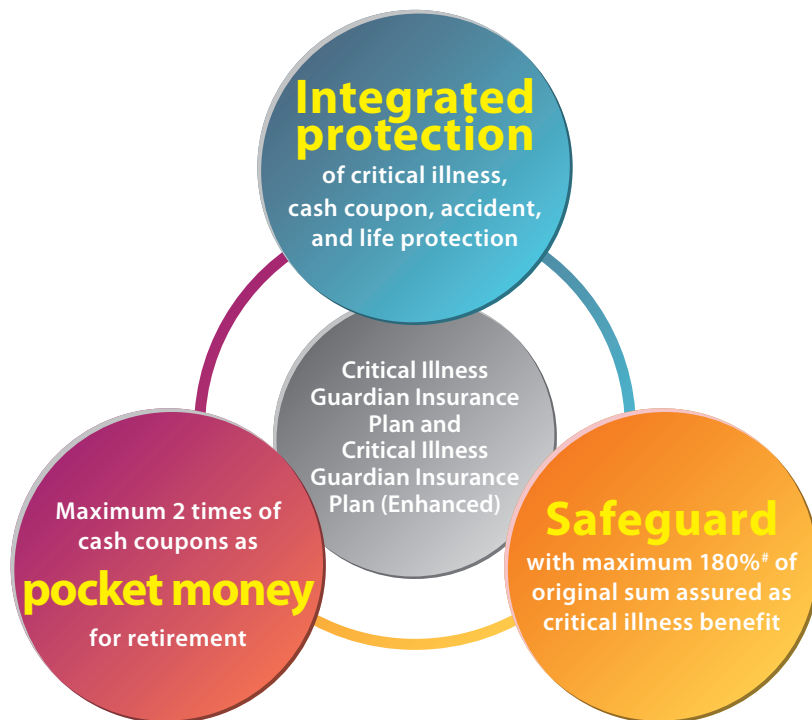 Integrated
protection
of critical illness,
cash coupon, accident,
and life protection
Critical Illness
Guardian Insurance
Plan and
Critical Illness
Guardian Insurance
Plan (Enhanced)
Maximum 2 times of
cash coupons as
pocket money
for retirement
Safeguard
with maximum 180%# of
original sum assured as
critical illness benefit